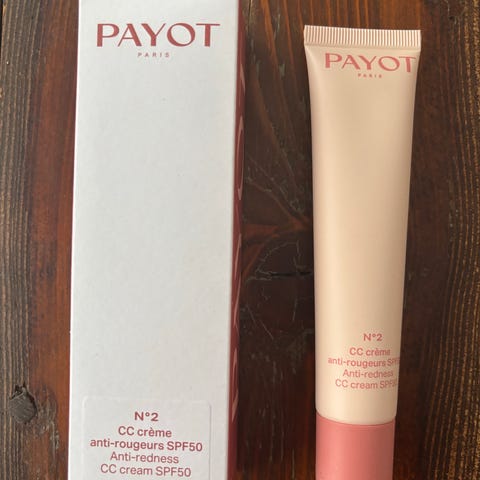 PAYOT
PARIS
N°2
CC crème
anti-rougeurs SPF50
Anti-redness
CC cream SPF50
PAYOT
PARIS
N°2
CC crème
anti-rougeurs SPF
Anti-redness
CC cream SPF50